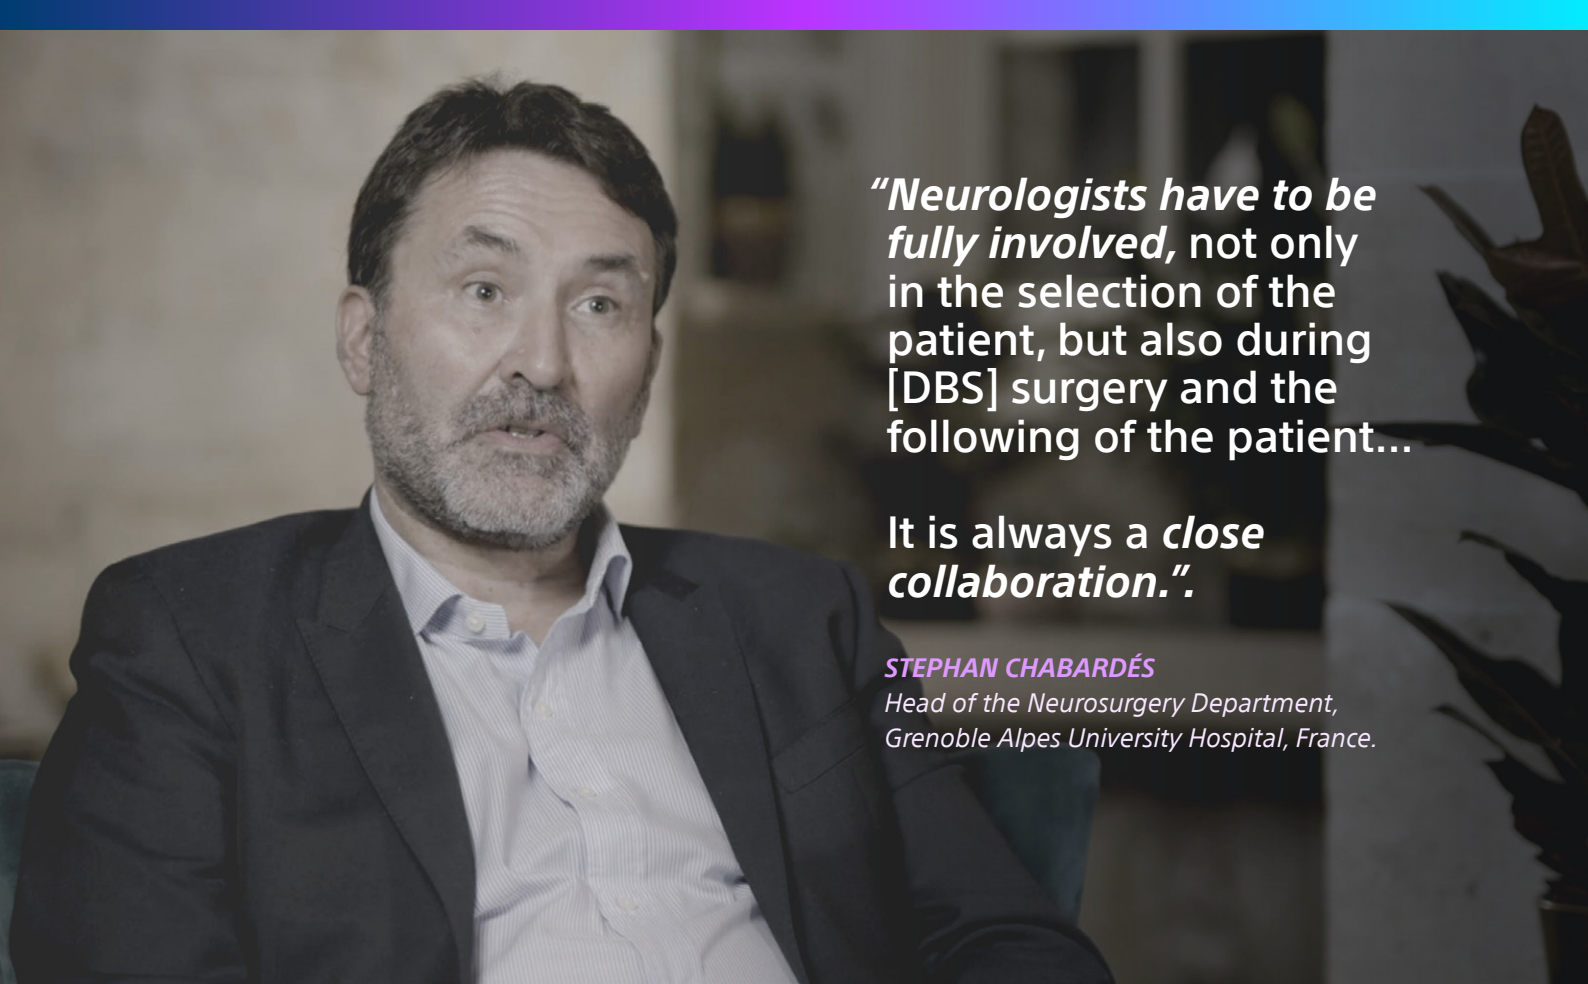 “Neurologists have to be
fully involved, not only
in the selection of the
patient, but also during
[DBS] surgery and the
following of the patient...
It is always a close
collaboration.”.
STEPHAN CHABARDÉS
Head of the Neurosurgery Department,
Grenoble Alpes University Hospital, France.